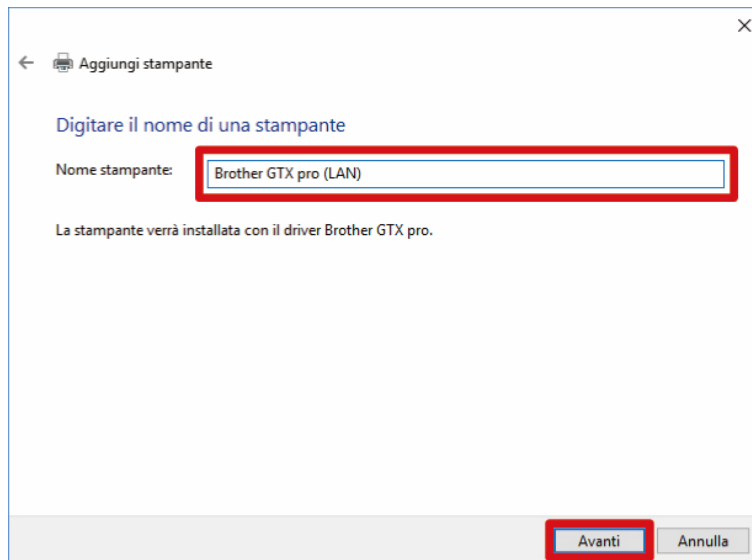 Aggiungi stampante
Digitare il nome di una stampante
Nome stampante: Brother GTX pro (LAN)
La stampante verrà installata con il driver Brother GTX pro.
Avanti Annulla